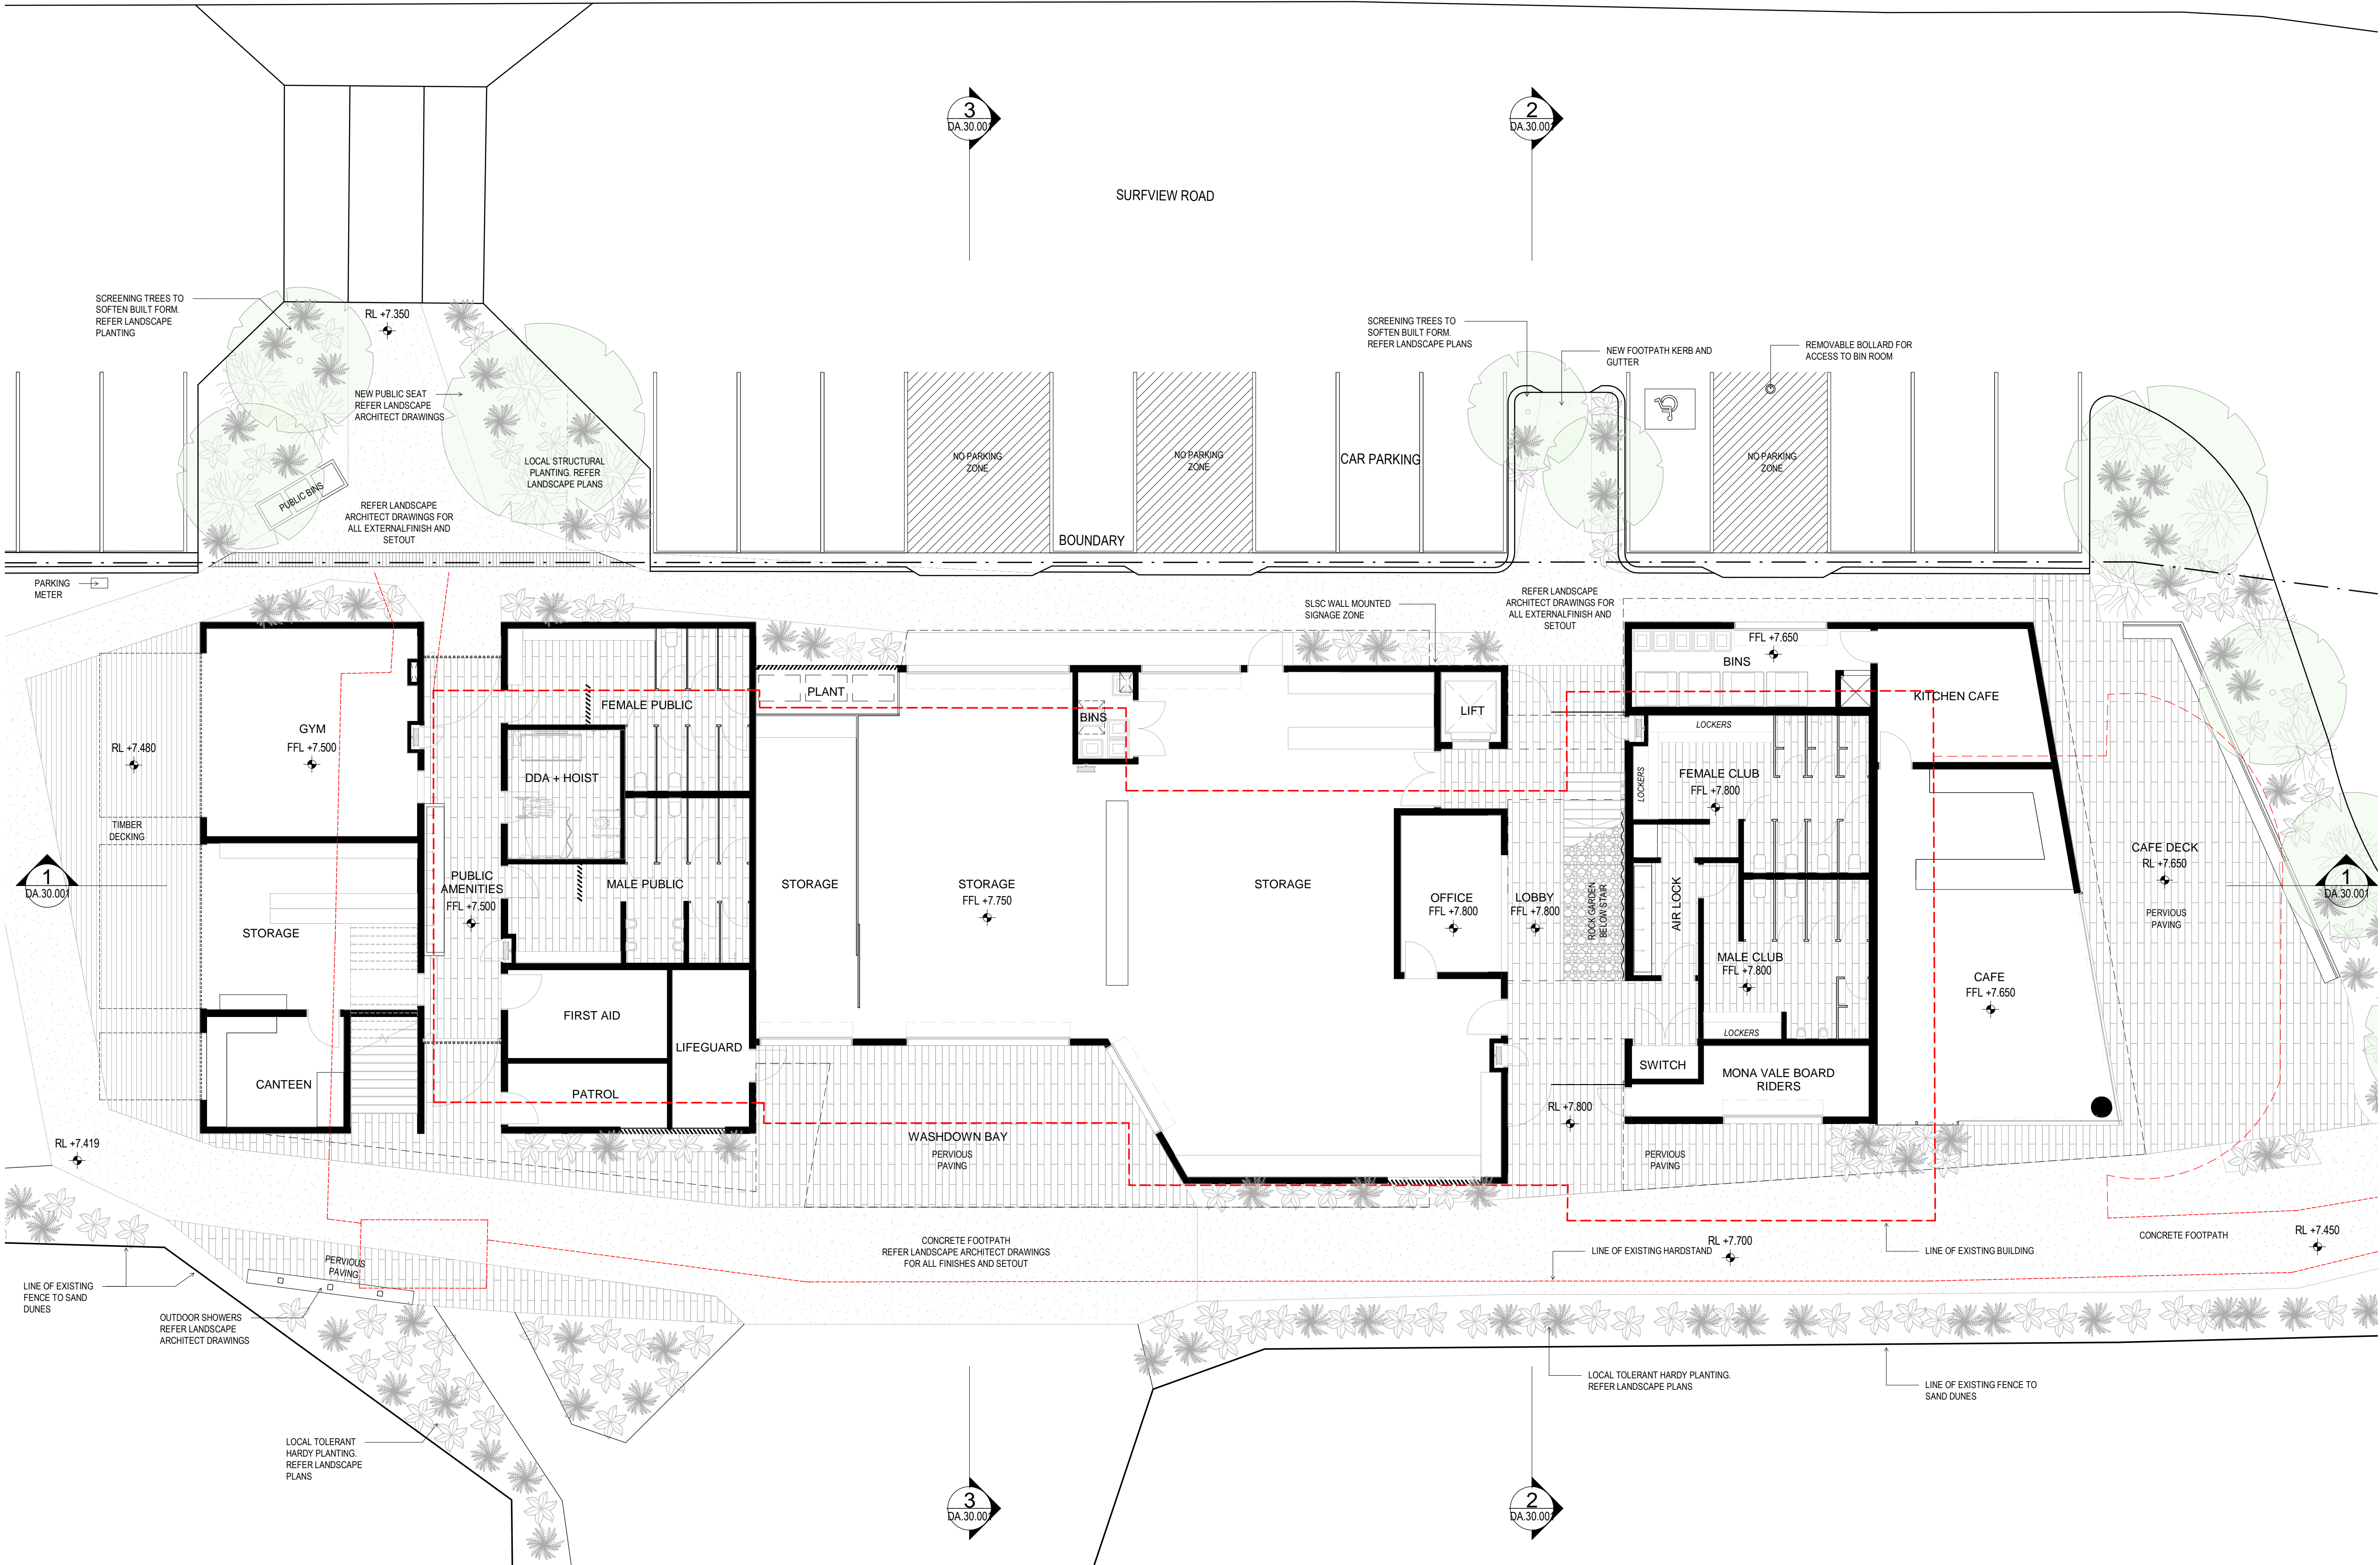 3
DA.30.001
2
DA.30.001
SURFVIEW ROAD
SCREENING TREES TO
SOFTEN BUILT FORM.
REFER LANDSCAPE
PLANTING
RL +7.350
SCREENING TREES TO
SOFTEN BUILT FORM.
REFER LANDSCAPE PLANS
NEW FOOTPATH KERB AND
GUTTER
REMOVABLE BOLLARD FOR
ACCESS TO BIN ROOM
NEW PUBLIC SEAT
REFER LANDSCAPE
ARCHITECT DRAWINGS
LOCAL STRUCTURAL
PLANTING. REFER
LANDSCAPE PLANS
NO PARKING
ZONE
NO PARKING
ZONE
CAR PARKING
NO PARKING
ZONE
PUBLIC BINS
REFER LANDSCAPE
ARCHITECT DRAWINGS FOR
ALL EXTERNALFINISH AND
SETOUT
BOUNDARY
PARKING
METER
SLSC WALL MOUNTED
SIGNAGE ZONE
REFER LANDSCAPE
ARCHITECT DRAWINGS FOR
ALL EXTERNALFINISH AND
SETOUT
FFL +7.650
BINS
PLANT
FEMALE PUBLIC
BINS
LIFT
KITCHEN CAFE
LOCKERS
GYM
FFL +7.500
RL +7.480
DDA + HOIST
LOCKERS
FEMALE CLUB
FFL +7.800
TIMBER
DECKING
CAFE DECK
RL +7.650
1
DA.30.001
PUBLIC
AMENITIES
FFL +7.500
MALE PUBLIC
STORAGE
STORAGE
FFL +7.750
STORAGE
OFFICE
FFL +7.800
LOBBY
FFL +7.800
ROCK GARDEN
BELOW STAIR
AIR LOCK
1
DA.30.001
PERVIOUS
PAVING
STORAGE
MALE CLUB
FFL +7.800
CAFE
FFL +7.650
FIRST AID
LIFEGUARD
LOCKERS
SWITCH
MONA VALE BOARD
RIDERS
CANTEEN
PATROL
RL +7.800
WASHDOWN BAY
PERVIOUS
PAVING
PERVIOUS
PAVING
RL +7.419
CONCRETE FOOTPATH
REFER LANDSCAPE ARCHITECT DRAWINGS
FOR ALL FINISHES AND SETOUT
LINE OF EXISTING HARDSTAND
RL +7.700
LINE OF EXISTING BUILDING
CONCRETE FOOTPATH
RL +7.450
PERVIOUS
PAVING
LINE OF EXISTING
FENCE TO SAND
DUNES
OUTDOOR SHOWERS
REFER LANDSCAPE
ARCHITECT DRAWINGS
LOCAL TOLERANT HARDY PLANTING.
REFER LANDSCAPE PLANS
LINE OF EXISTING FENCE TO
SAND DUNES
LOCAL TOLERANT
HARDY PLANTING.
REFER LANDSCAPE
PLANS
3
DA.30.001
2
DA.30.001